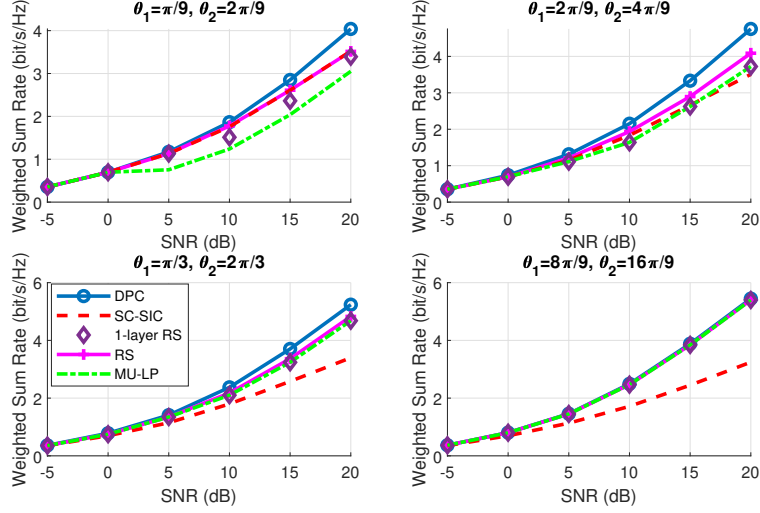 θ1=π/9, θ2=2π/9
Weighted Sum Rate (bit/s/Hz)
4
3
2
1
0
-5 0 5 10 15 20
SNR (dB)
θ1=2π/9, θ2=4π/9
Weighted Sum Rate (bit/s/Hz)
4
3
2
1
0
-5 0 5 10 15 20
SNR (dB)
θ1=π/3, θ2=2π/3
Weighted Sum Rate (bit/s/Hz)
6
4
2
0
DPC
SC-SIC
1-layer RS
RS
MU-LP
-5 0 5 10 15 20
SNR (dB)
θ1=8π/9, θ2=16π/9
Weighted Sum Rate (bit/s/Hz)
6
4
2
0
-5 0 5 10 15 20
SNR (dB)